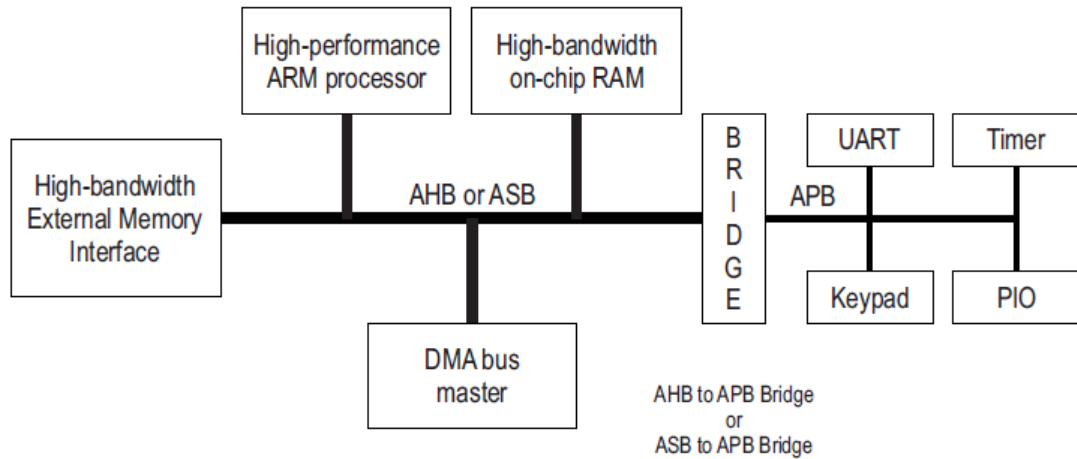 High-performance
ARM processor
High-bandwidth
on-chip RAM
High-bandwidth
External Memory
Interface
AHB or ASB
B
R
I
D
G
E
APB
UART
Timer
Keypad
PIO
DMA bus
master
AHB to APB Bridge
or
ASB to APB Bridge